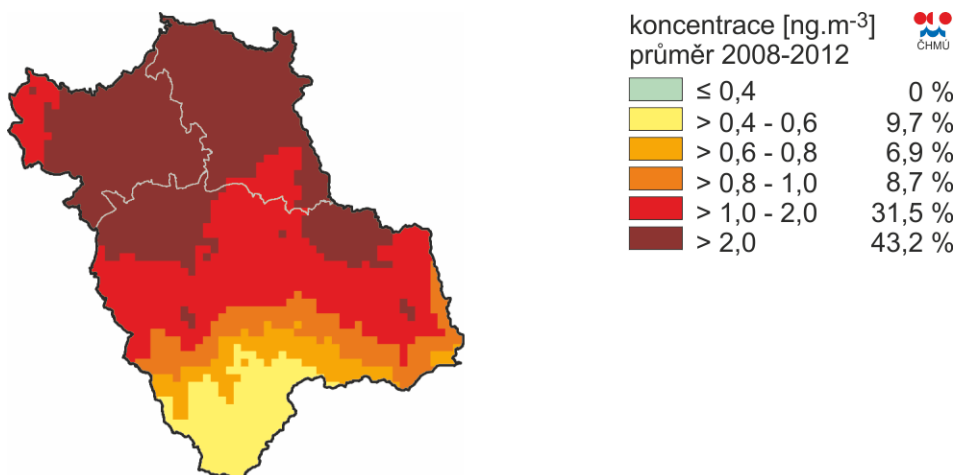 koncentrace [ng.m-3]
průměr 2008-2012
ČHMÚ
≤ 0,4 0 %
> 0,4 - 0,6 9,7 %
> 0,6 - 0,8 6,9 %
> 0,8 - 1,0 8,7 %
> 1,0 - 2,0 31,5 %
> 2,0 43,2 %